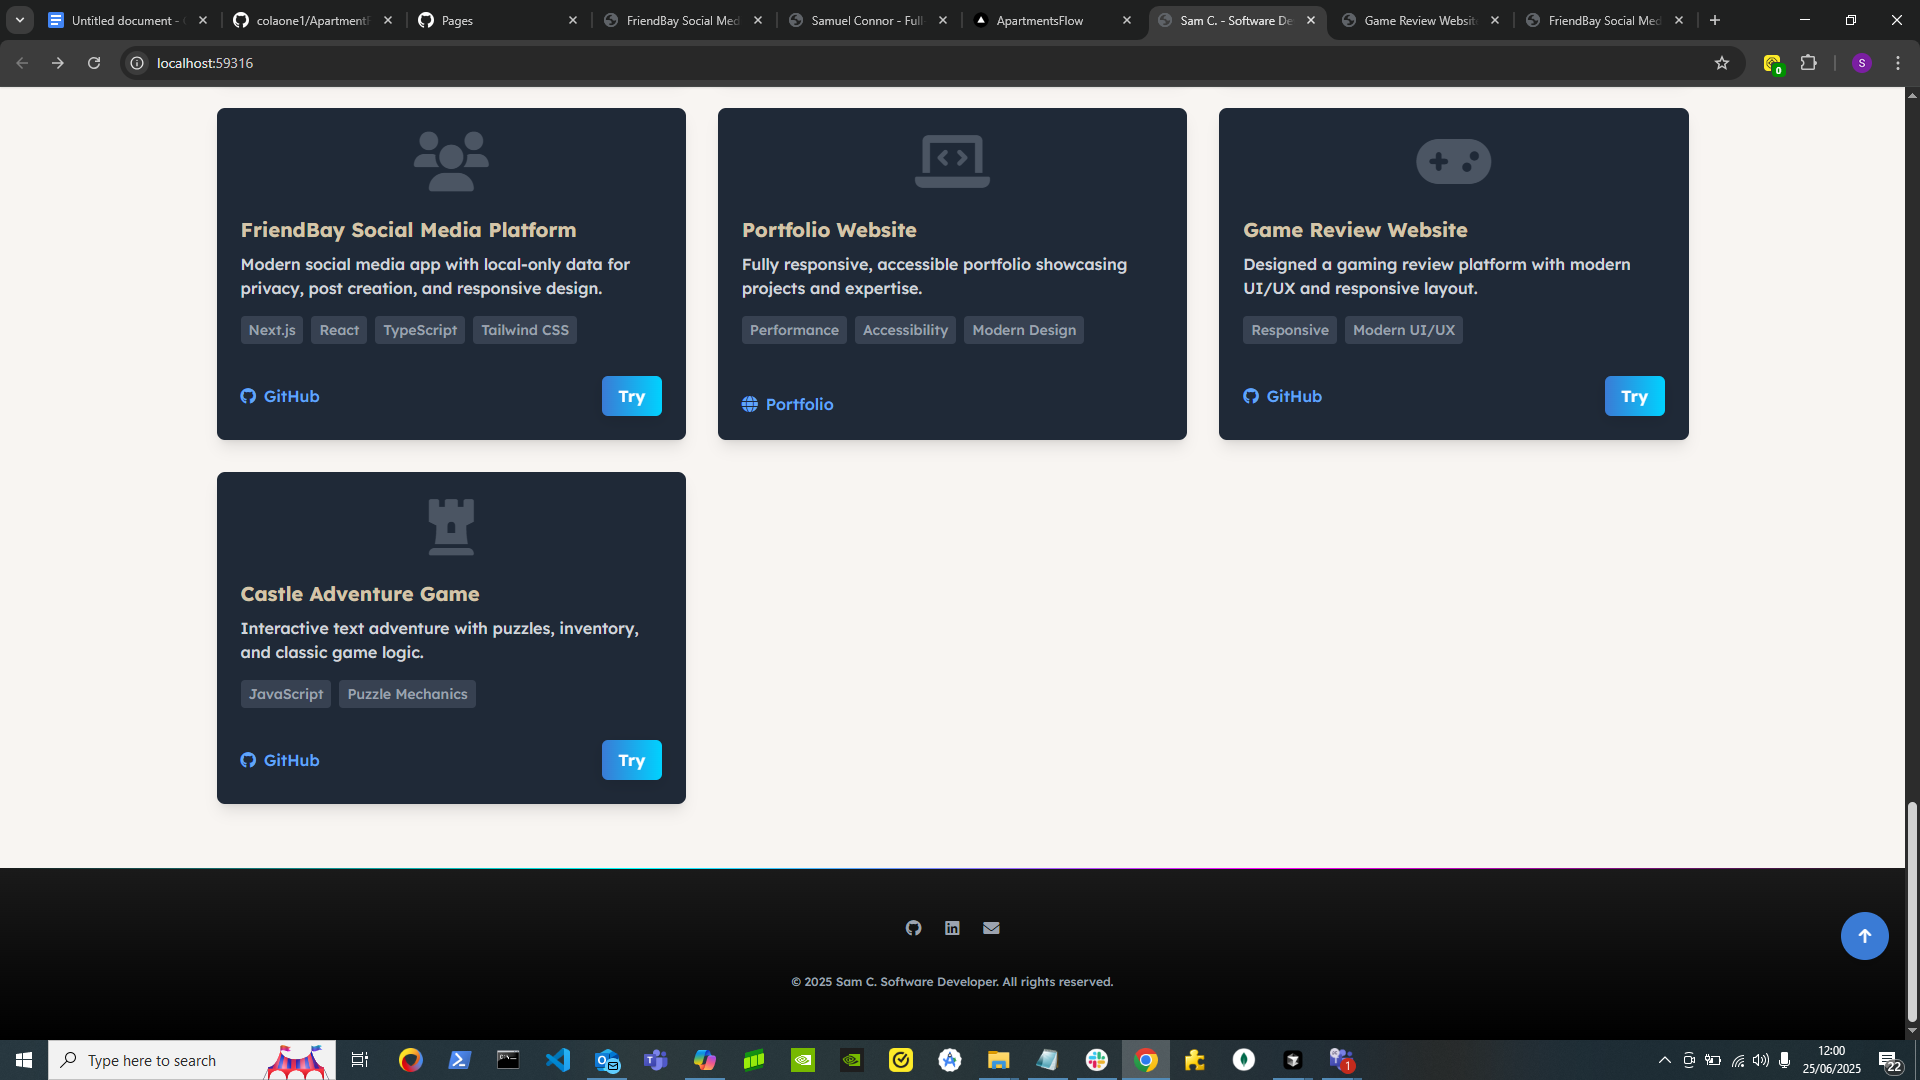 Untitled document -
colaone1/Apartment
Pages
FriendBay Social Med
Samuel Connor - Full
ApartmentsFlow
Sam C. - Software De
Game Review Websit
FriendBay Social Med
localhost:59316
0
S
FriendBay Social Media Platform
Modern social media app with local-only data for
privacy, post creation, and responsive design.
Next.js React TypeScript Tailwind CSS
GitHub
Try
Portfolio Website
Fully responsive, accessible portfolio showcasing
projects and expertise.
Performance Accessibility Modern Design
Portfolio
Game Review Website
Designed a gaming review platform with modern
UI/UX and responsive layout.
Responsive Modern UI/UX
GitHub
Try
Castle Adventure Game
Interactive text adventure with puzzles, inventory,
and classic game logic.
JavaScript Puzzle Mechanics
GitHub
Try
© 2025 Sam C. Software Developer. All rights reserved.
Type here to search
1
12:00
25/06/2025
22